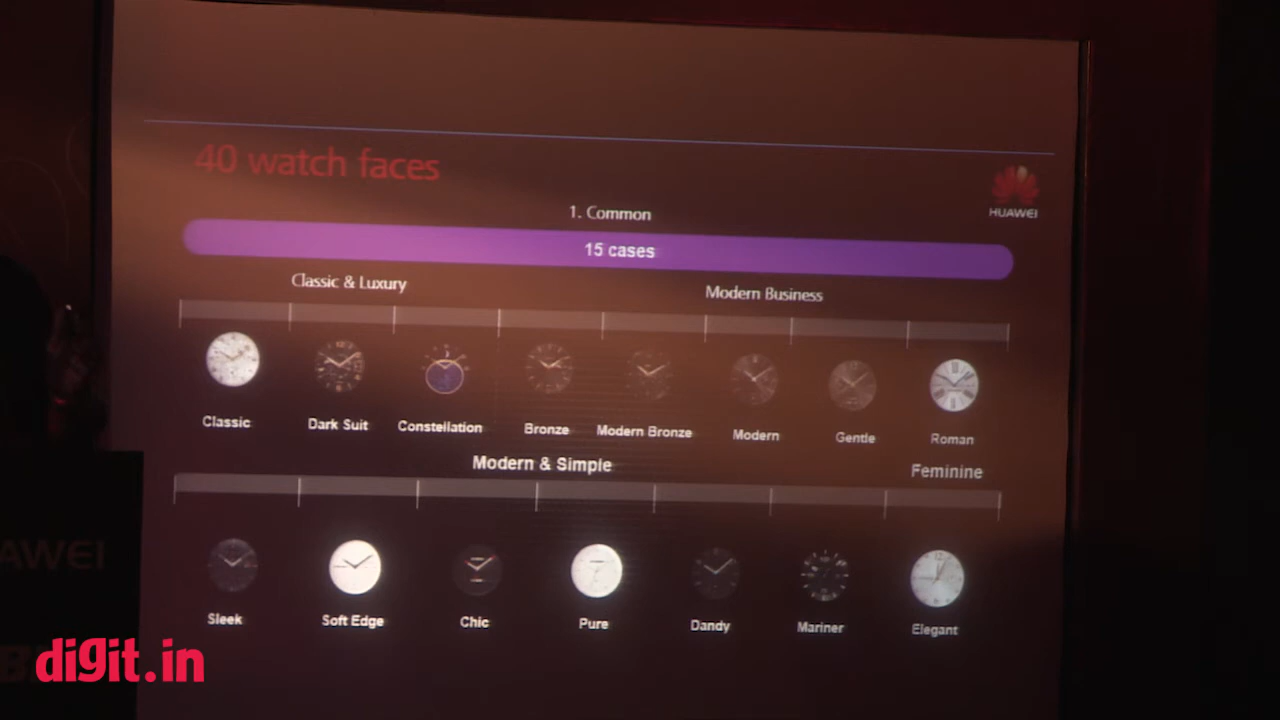 40 watch faces
HUAWEI
1. Common
15 cases
Classic & Luxury
Modern Business
Classic
Dark Suit
Constellation
Bronze
Modern Bronze
Modern
Gentle
Roman
Modern & Simple
Feminine
Sleek
Soft Edge
Chic
Pure
Dandy
Mariner
Elegant
AWEI
digit.in